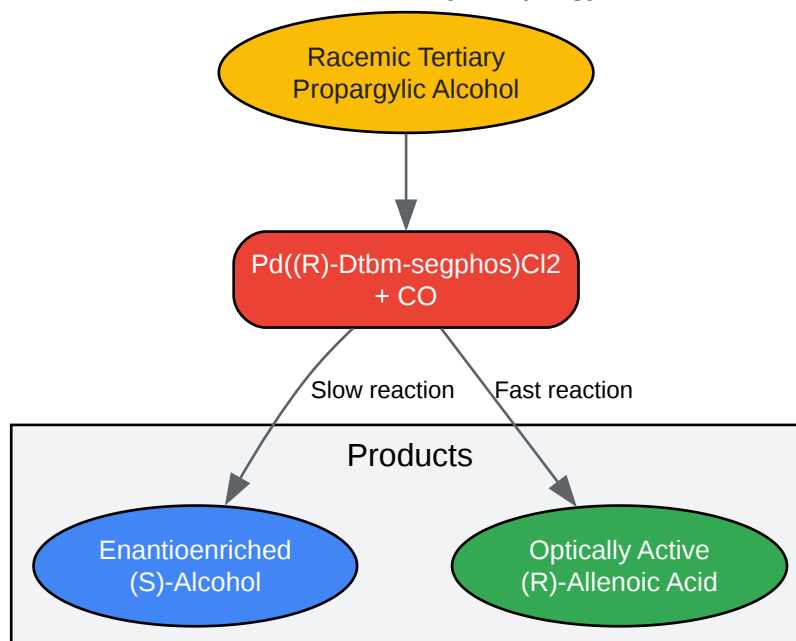 Racemic Tertiary
Propargylic Alcohol
Pd((R)-Dtbm-segphos)Cl2
+ CO
Slow reaction
Fast reaction
Products
Enantioenriched
(S)-Alcohol
Optically Active
(R)-Allenoic Acid